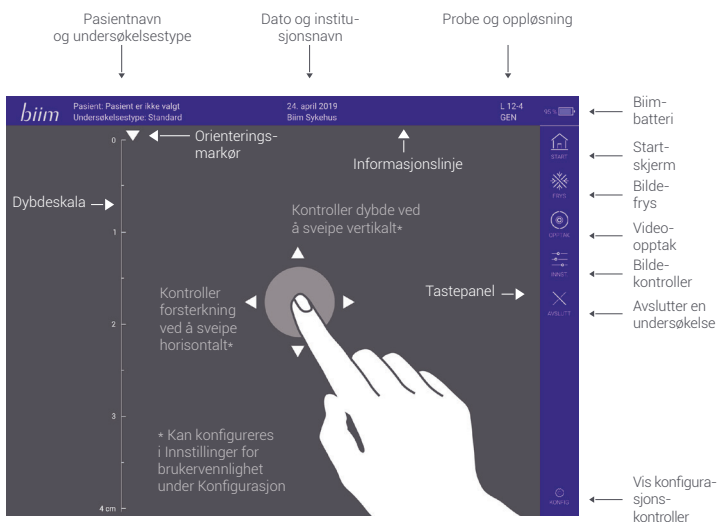 Pasientnavn
og undersøkelsestype
Dato og institu-
sjonsnavn
Probe og oppløsning
biim
Pasient: Pasient er ikke valgt
Undersøkelsestype: Standard
24. april 2019
Biim Sykehus
L 12-4
GEN
95 %
Biim-
batteri
0
Orienterings-
markør
Informasjonslinje
START
Start-
skjerm
Dybdeskala
FRYS
Bilde-
frys
Kontroller dybde ved
å sveipe vertikalt*
1
OPPTAK
Video-
opptak
INNST.
Bilde-
kontroller
Kontroller
forsterkning
ved å sveipe
horisontalt*
Tastepanel
AVSLUTT
Avslutter en
undersøkelse
2
3
* Kan konfigureres
i Innstillinger for
brukervennlighet
under Konfigurasjon
4 cm
KONFIG
Vis konfigura-
sjons-
kontroller